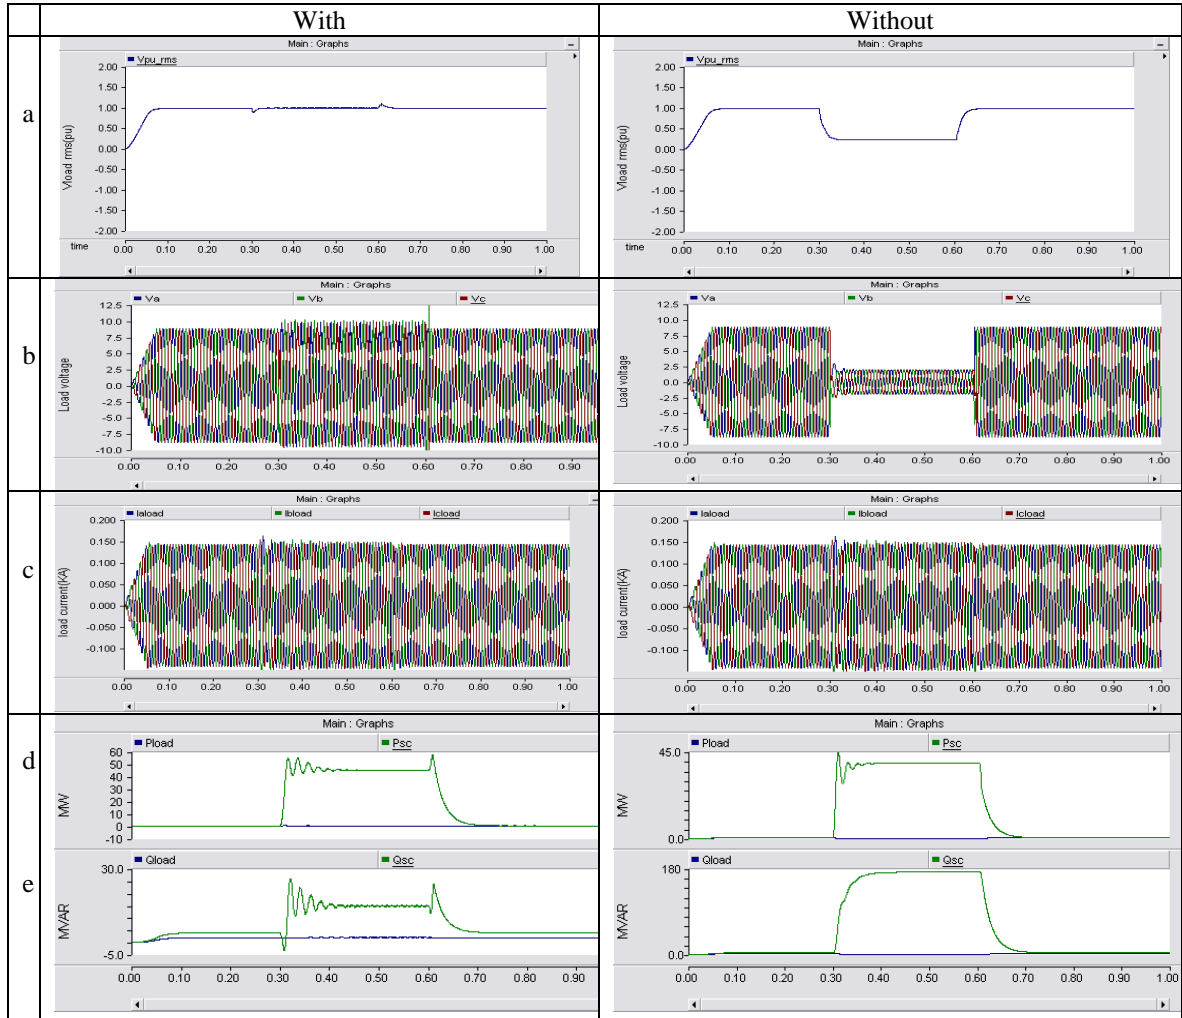 With Without
a
Main : Graphs
Vpu_rms
2.00
1.50
1.00
0.50
0.00
-0.50
-1.00
-1.50
-2.00
Vload rms(pu)
time 0.00 0.10 0.20 0.30 0.40 0.50 0.60 0.70 0.80 0.90 1.00
Main : Graphs
Vpu_rms
2.00
1.50
1.00
0.50
0.00
-0.50
-1.00
-1.50
-2.00
Vload rms(pu)
time 0.00 0.10 0.20 0.30 0.40 0.50 0.60 0.70 0.80 0.90 1.00
b
Main : Graphs
Va Vb Vc
12.5
10.0
7.5
5.0
2.5
0.0
-2.5
-5.0
-7.5
-10.0
Load voltage
0.00 0.10 0.20 0.30 0.40 0.50 0.60 0.70 0.80 0.90
Main : Graphs
Va Vb Vc
12.5
10.0
7.5
5.0
2.5
0.0
-2.5
-5.0
-7.5
-10.0
Load voltage
0.00 0.10 0.20 0.30 0.40 0.50 0.60 0.70 0.80 0.90 1.00
c
Main : Graphs
Iaload Ibload Icload
0.200
0.150
0.100
0.050
0.000
-0.050
-0.100
load current(KA)
0.00 0.10 0.20 0.30 0.40 0.50 0.60 0.70 0.80 0.90 1.00
Main : Graphs
Iaload Ibload Icload
0.200
0.150
0.100
0.050
0.000
-0.050
-0.100
load current(KA)
0.00 0.10 0.20 0.30 0.40 0.50 0.60 0.70 0.80 0.90 1.00
d
Main : Graphs
Pload Psc
60
50
40
30
20
10
0
-10
MW
Main : Graphs
Pload Psc
45.0
0.0
MW
e
Qload Qsc
30.0
-5.0
MVAR
0.00 0.10 0.20 0.30 0.40 0.50 0.60 0.70 0.80 0.90
Qload Qsc
180
0.0
MVAR
0.00 0.10 0.20 0.30 0.40 0.50 0.60 0.70 0.80 0.90 1.00